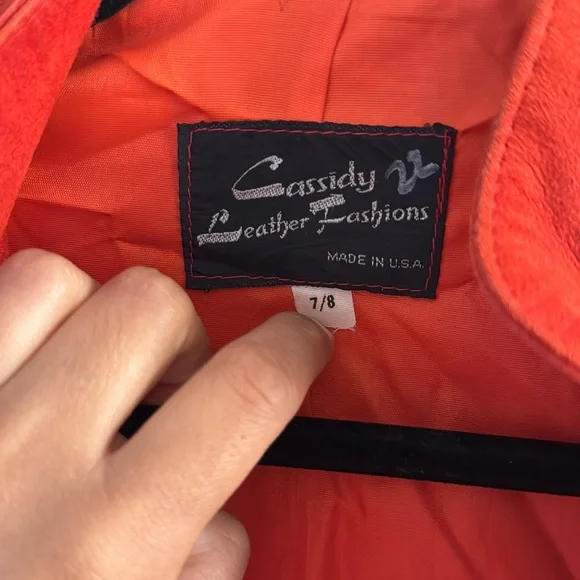 Cassidy
Leather Fashions
MADE IN U.S.A.
7/8